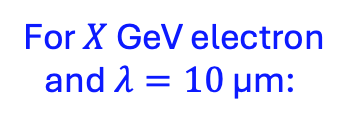 For X GeV electron
and λ = 10 μm: